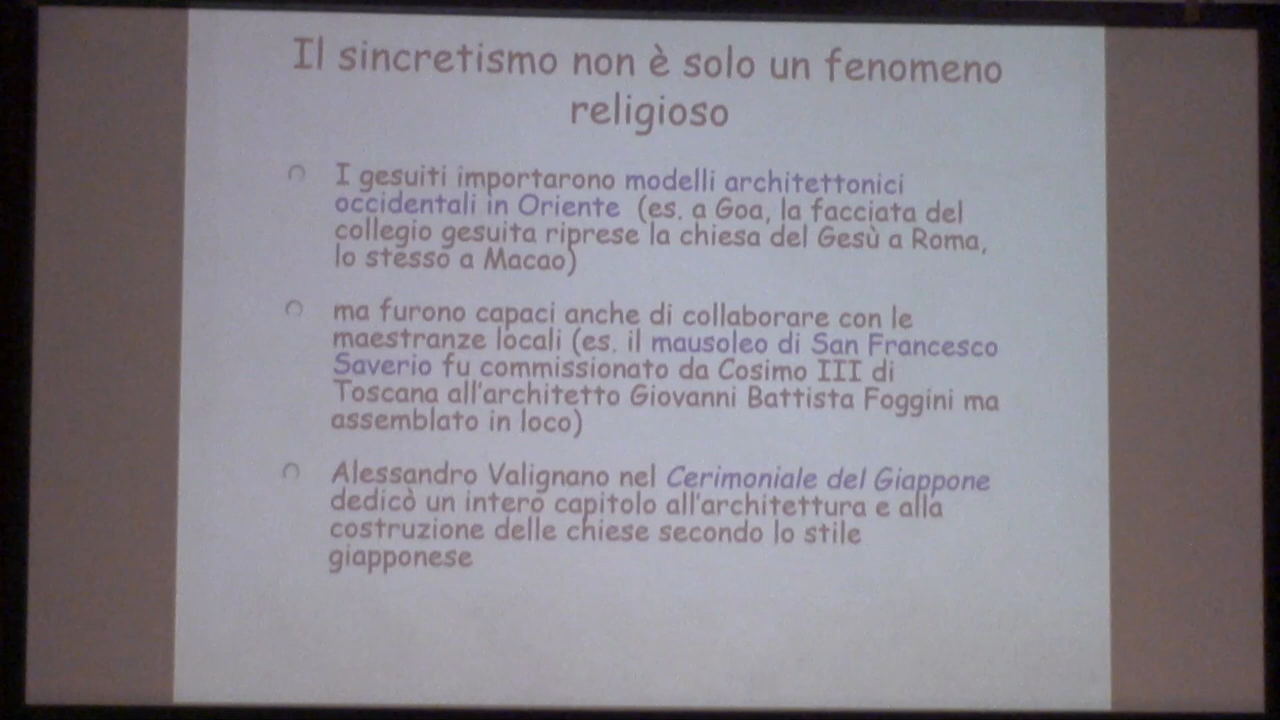 Il sincretismo non è solo un fenomeno
religioso
I gesuiti importarono modelli architettonici
occidentali in Oriente (es. a Goa, la facciata del
collegio gesuita riprese la chiesa del Gesù a Roma,
lo stesso a Macao)
ma furono capaci anche di collaborare con le
maestranze locali (es. il mausoleo di San Francesco
Saverio fu commissionato da Cosimo III di
Toscana all'architetto Giovanni Battista Foggini ma
assemblato in loco)
Alessandro Valignano nel Cerimoniale del Giappone
dedicò un intero capitolo all'architettura e alla
costruzione delle chiese secondo lo stile
giapponese